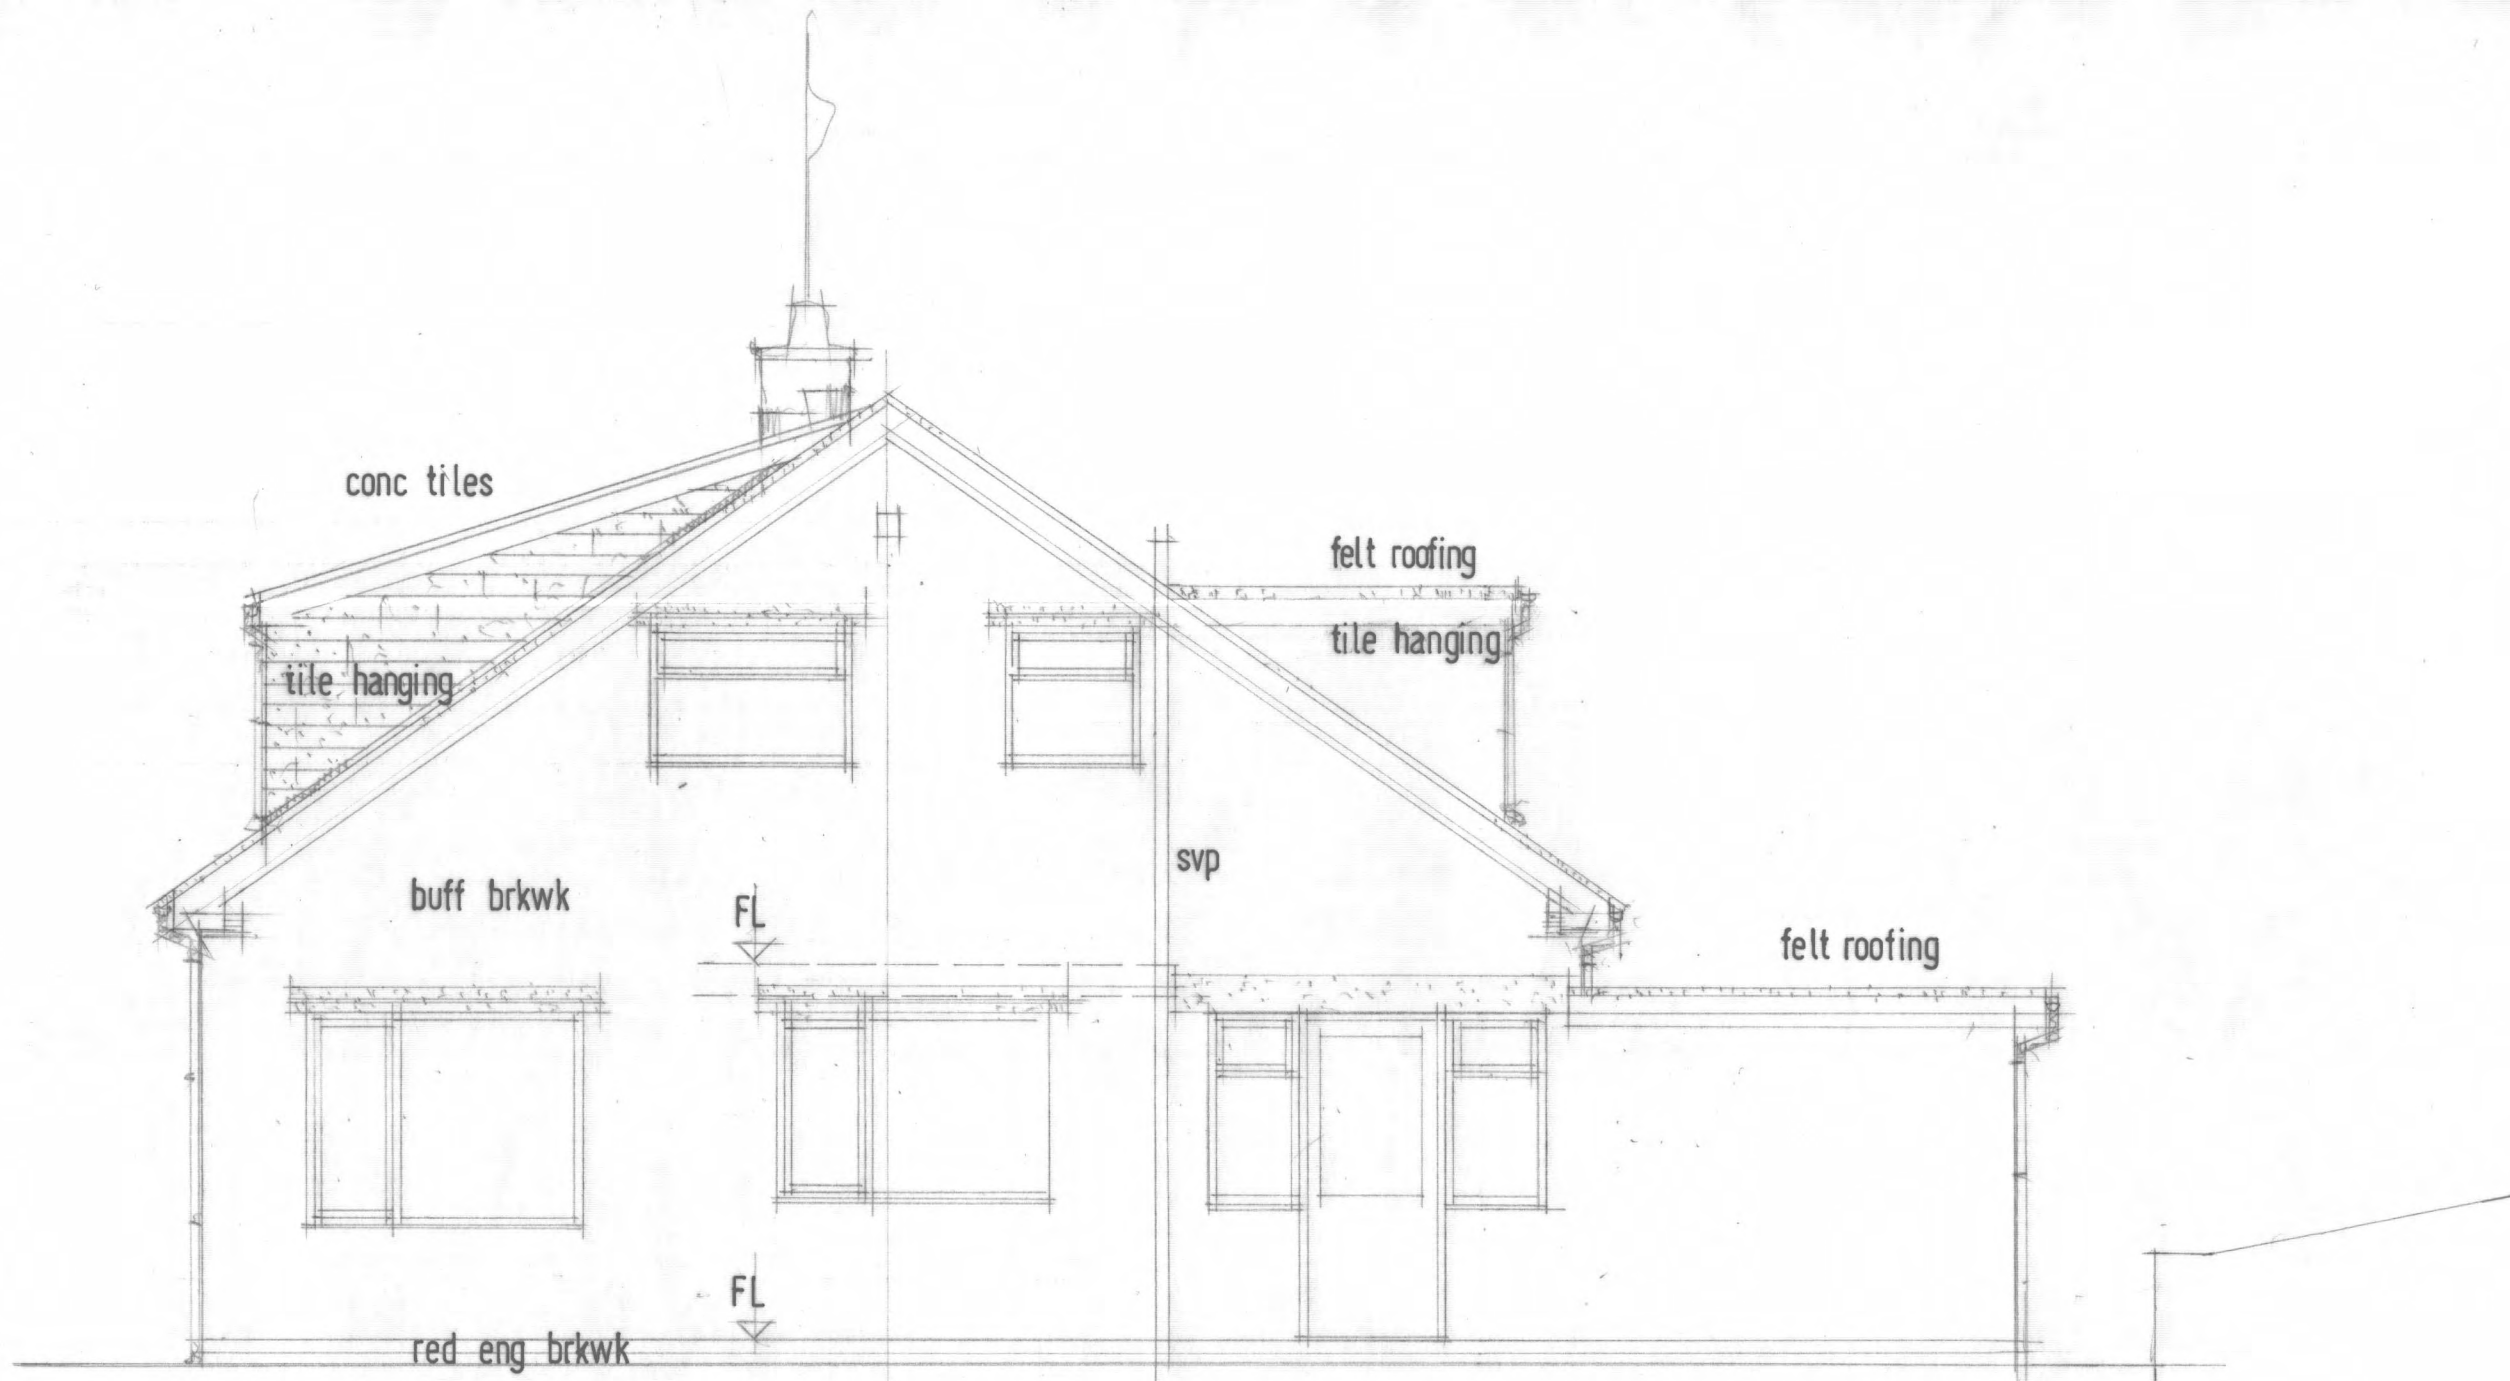 conc tiles
felt roofing
tile hanging
tile hanging
svp
buff brkwk
FL
felt roofing
FL
red eng brkwk